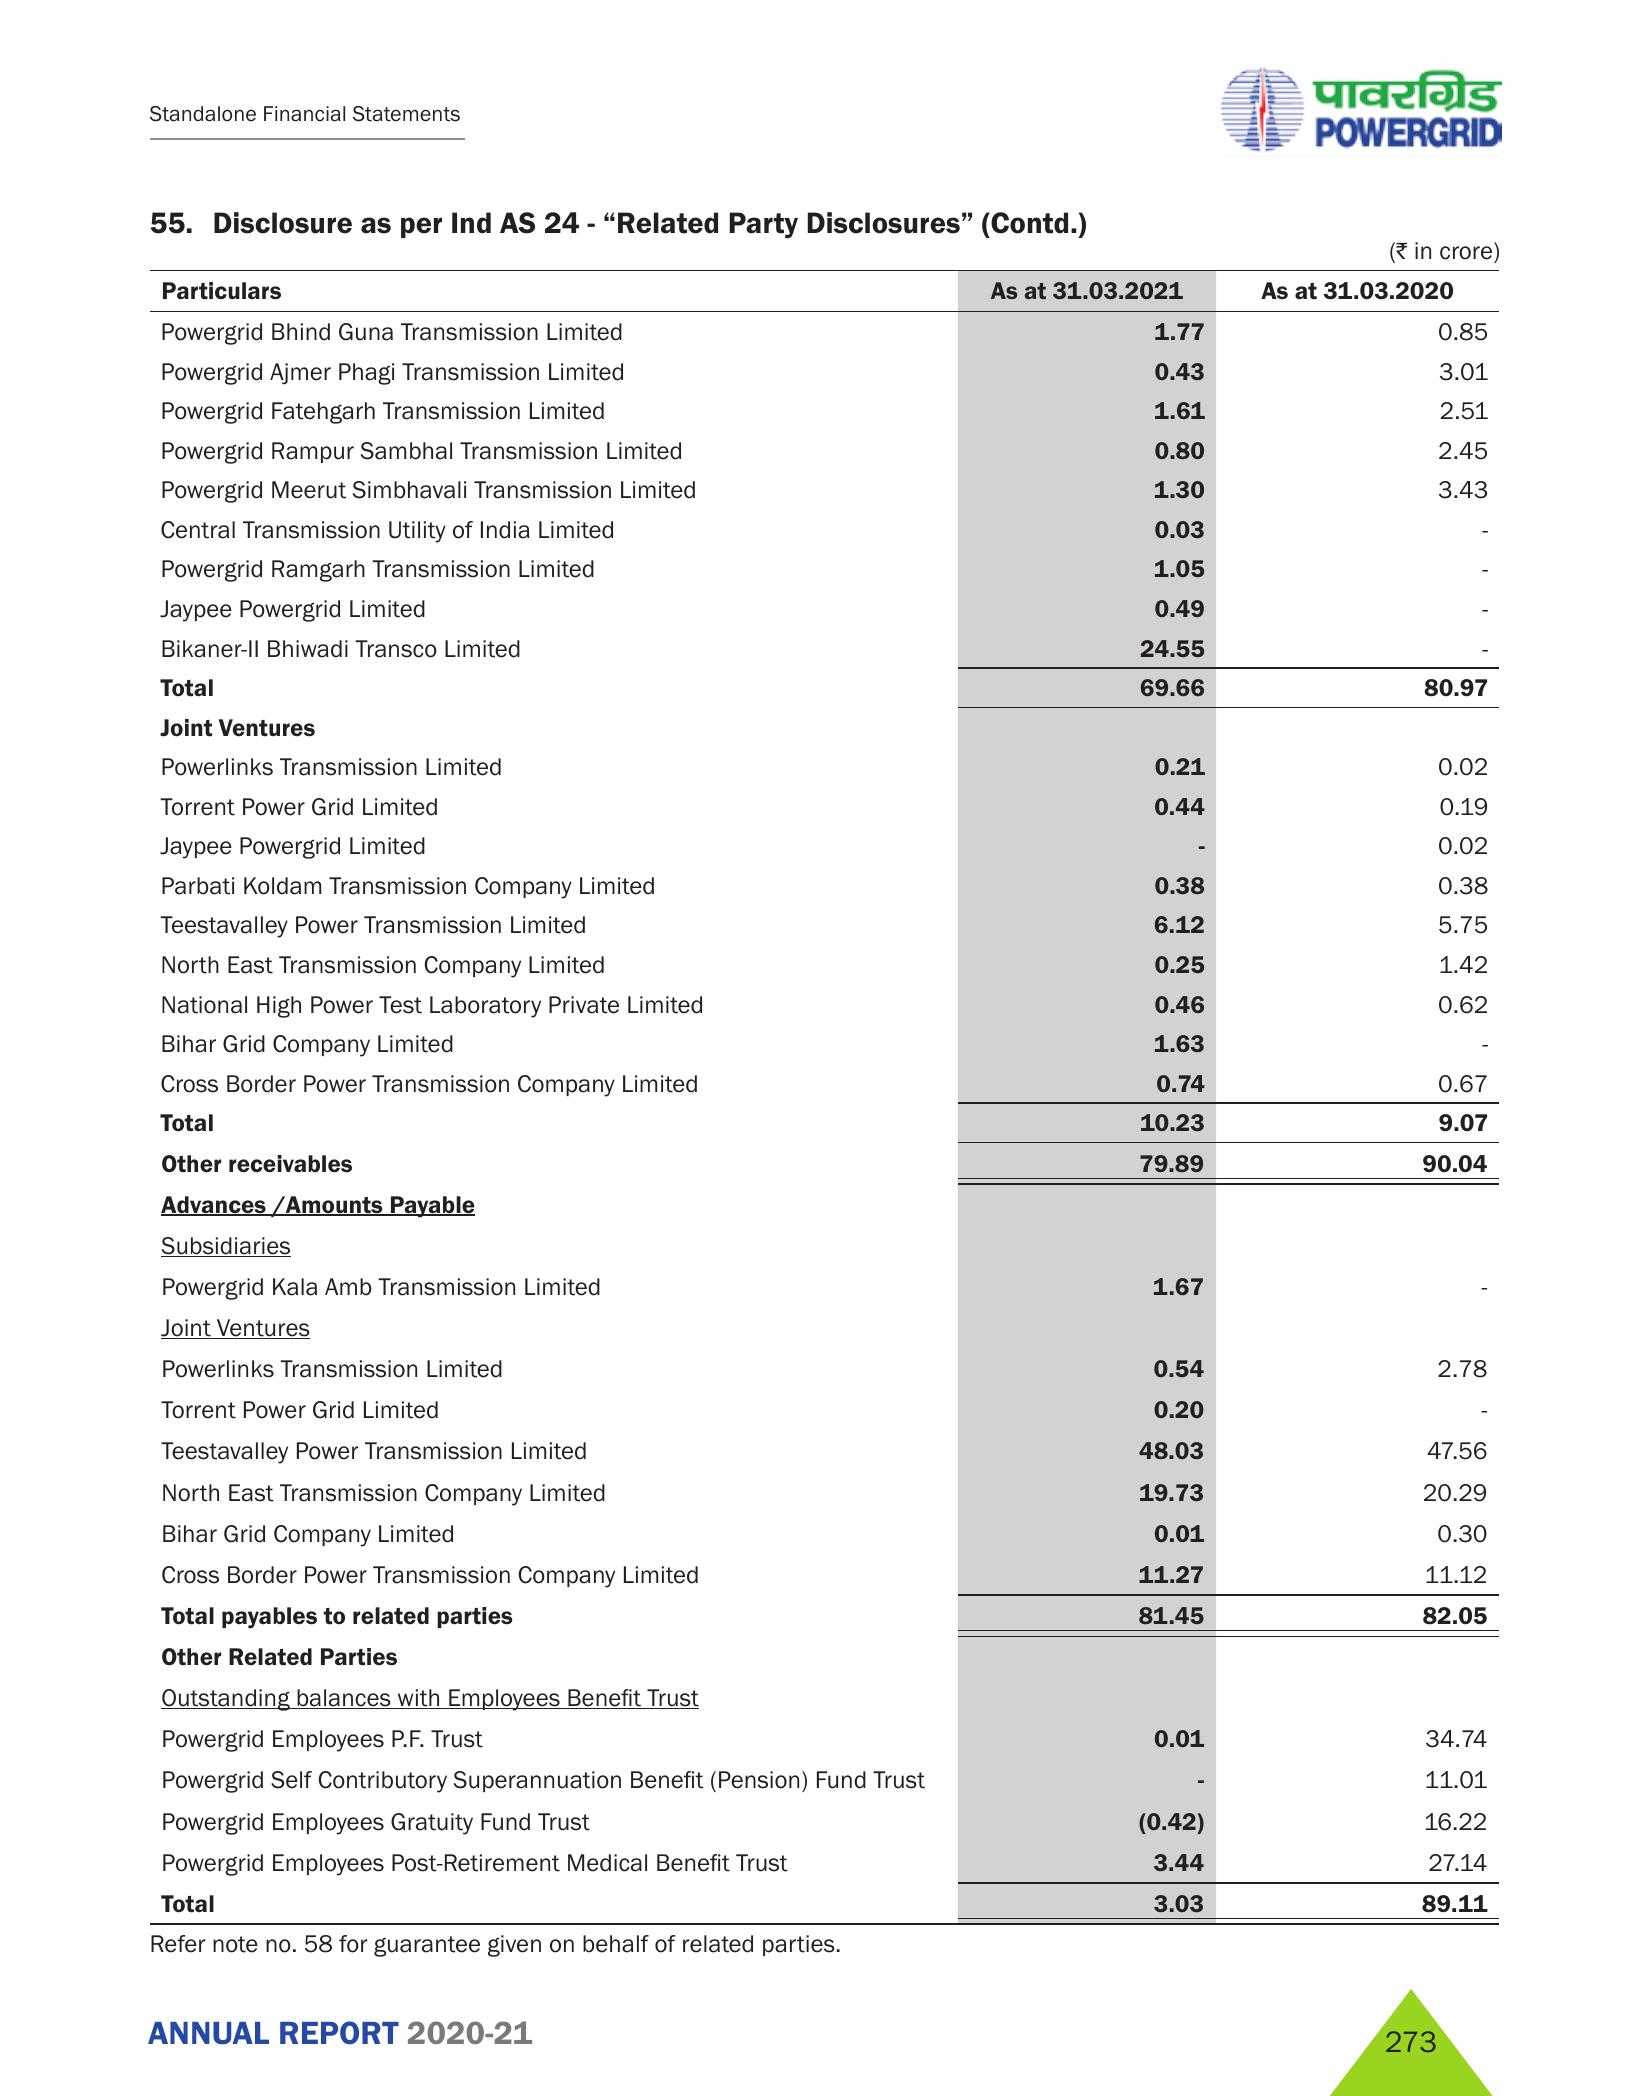 Standalone Financial Statements
पावरग्रिड
POWERGRID
55. Disclosure as per Ind AS 24 - “Related Party Disclosures” (Contd.)
(₹ in crore)
Particulars As at 31.03.2021 As at 31.03.2020
Powergrid Bhind Guna Transmission Limited 1.77 0.85
Powergrid Ajmer Phagi Transmission Limited 0.43 3.01
Powergrid Fatehgarh Transmission Limited 1.61 2.51
Powergrid Rampur Sambhal Transmission Limited 0.80 2.45
Powergrid Meerut Simbhavali Transmission Limited 1.30 3.43
Central Transmission Utility of India Limited 0.03 -
Powergrid Ramgarh Transmission Limited 1.05 -
Jaypee Powergrid Limited 0.49 -
Bikaner-II Bhiwadi Transco Limited 24.55 -
Total 69.66 80.97
Joint Ventures
Powerlinks Transmission Limited 0.21 0.02
Torrent Power Grid Limited 0.44 0.19
Jaypee Powergrid Limited - 0.02
Parbati Koldam Transmission Company Limited 0.38 0.38
Teestavalley Power Transmission Limited 6.12 5.75
North East Transmission Company Limited 0.25 1.42
National High Power Test Laboratory Private Limited 0.46 0.62
Bihar Grid Company Limited 1.63 -
Cross Border Power Transmission Company Limited 0.74 0.67
Total 10.23 9.07
Other receivables 79.89 90.04
Advances /Amounts Payable
Subsidiaries
Powergrid Kala Amb Transmission Limited 1.67 -
Joint Ventures
Powerlinks Transmission Limited 0.54 2.78
Torrent Power Grid Limited 0.20 -
Teestavalley Power Transmission Limited 48.03 47.56
North East Transmission Company Limited 19.73 20.29
Bihar Grid Company Limited 0.01 0.30
Cross Border Power Transmission Company Limited 11.27 11.12
Total payables to related parties 81.45 82.05
Other Related Parties
Outstanding balances with Employees Benefit Trust
Powergrid Employees P.F. Trust 0.01 34.74
Powergrid Self Contributory Superannuation Benefit (Pension) Fund Trust - 11.01
Powergrid Employees Gratuity Fund Trust (0.42) 16.22
Powergrid Employees Post-Retirement Medical Benefit Trust 3.44 27.14
Total 3.03 89.11
Refer note no. 58 for guarantee given on behalf of related parties.
ANNUAL REPORT 2020-21
273